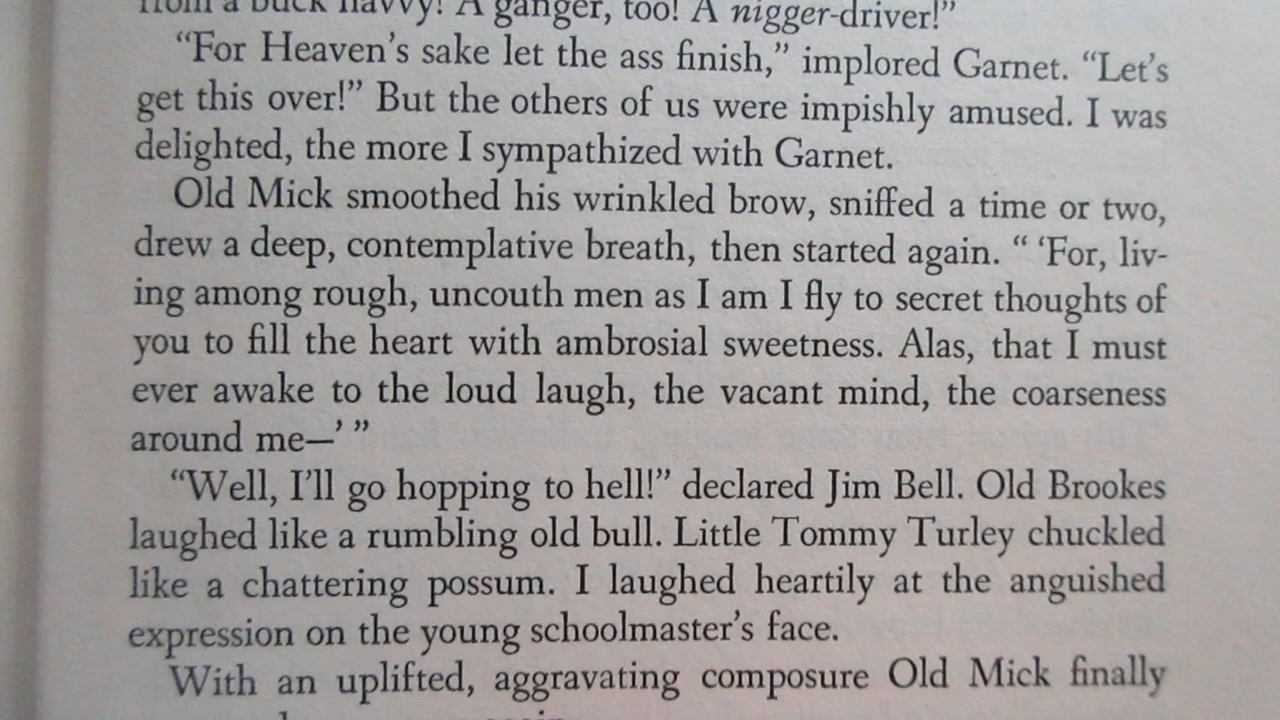 from a buck navvy! A ganger, too! A nigger-driver!”
“For Heaven’s sake let the ass finish,” implored Garnet. “Let’s
get this over!” But the others of us were impishly amused. I was
delighted, the more I sympathized with Garnet.
Old Mick smoothed his wrinkled brow, sniffed a time or two,
drew a deep, contemplative breath, then started again. “ ‘For, liv-
ing among rough, uncouth men as I am I fly to secret thoughts of
you to fill the heart with ambrosial sweetness. Alas, that I must
ever awake to the loud laugh, the vacant mind, the coarseness
around me—’ ”
“Well, I’ll go hopping to hell!” declared Jim Bell. Old Brookes
laughed like a rumbling old bull. Little Tommy Turley chuckled
like a chattering possum. I laughed heartily at the anguished
expression on the young schoolmaster’s face.
With an uplifted, aggravating composure Old Mick finally